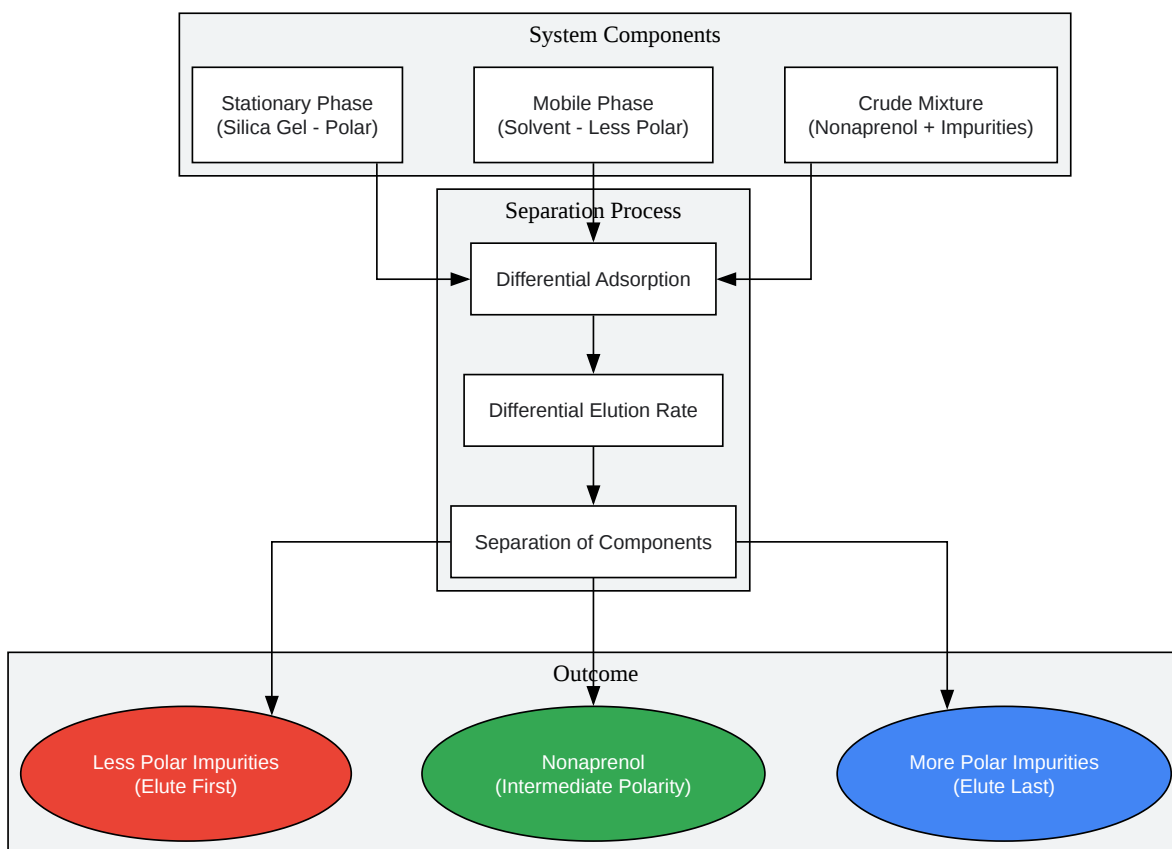 System Components
Stationary Phase
(Silica Gel - Polar)
Mobile Phase
(Solvent - Less Polar)
Crude Mixture
(Nonaprenol + Impurities)
Separation Process
Differential Adsorption
Differential Elution Rate
Separation of Components
Outcome
Less Polar Impurities
(Elute First)
Nonaprenol
(Intermediate Polarity)
More Polar Impurities
(Elute Last)